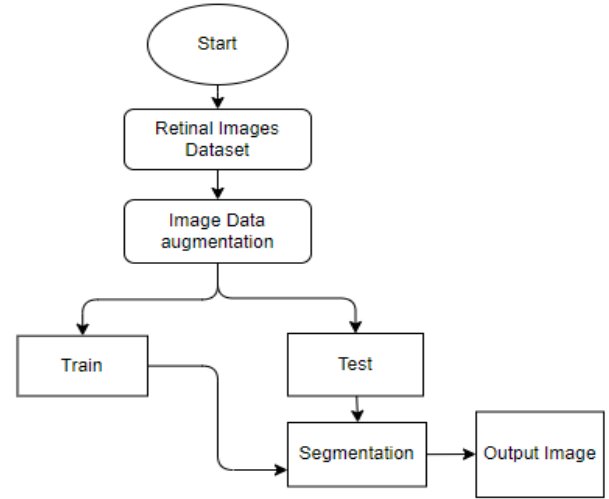 Start
Retinal Images
Dataset
Image Data
augmentation
Train
Test
Segmentation
Output Image